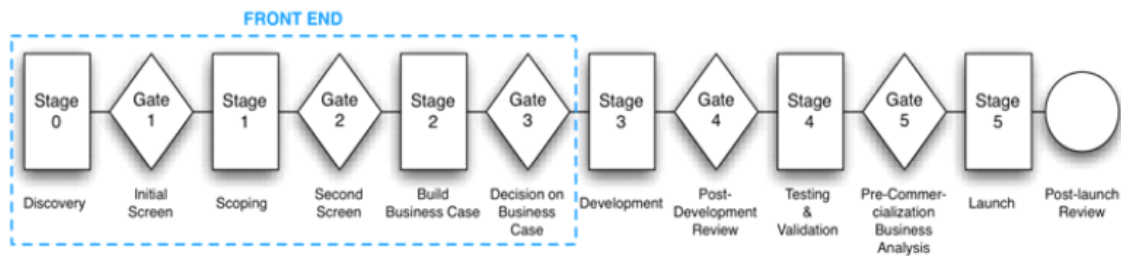 FRONT END
Stage
0
Gate
1
Stage
1
Gate
2
Stage
2
Gate
3
Stage
3
Gate
4
Stage
4
Gate
5
Stage
5
Discovery
Initial
Screen
Scoping
Second
Screen
Build
Business Case
Decision on
Business
Case
Development
Post-
Development
Review
Testing
&
Validation
Pre-Commer-
cialization
Business
Analysis
Launch
Post-launch
Review